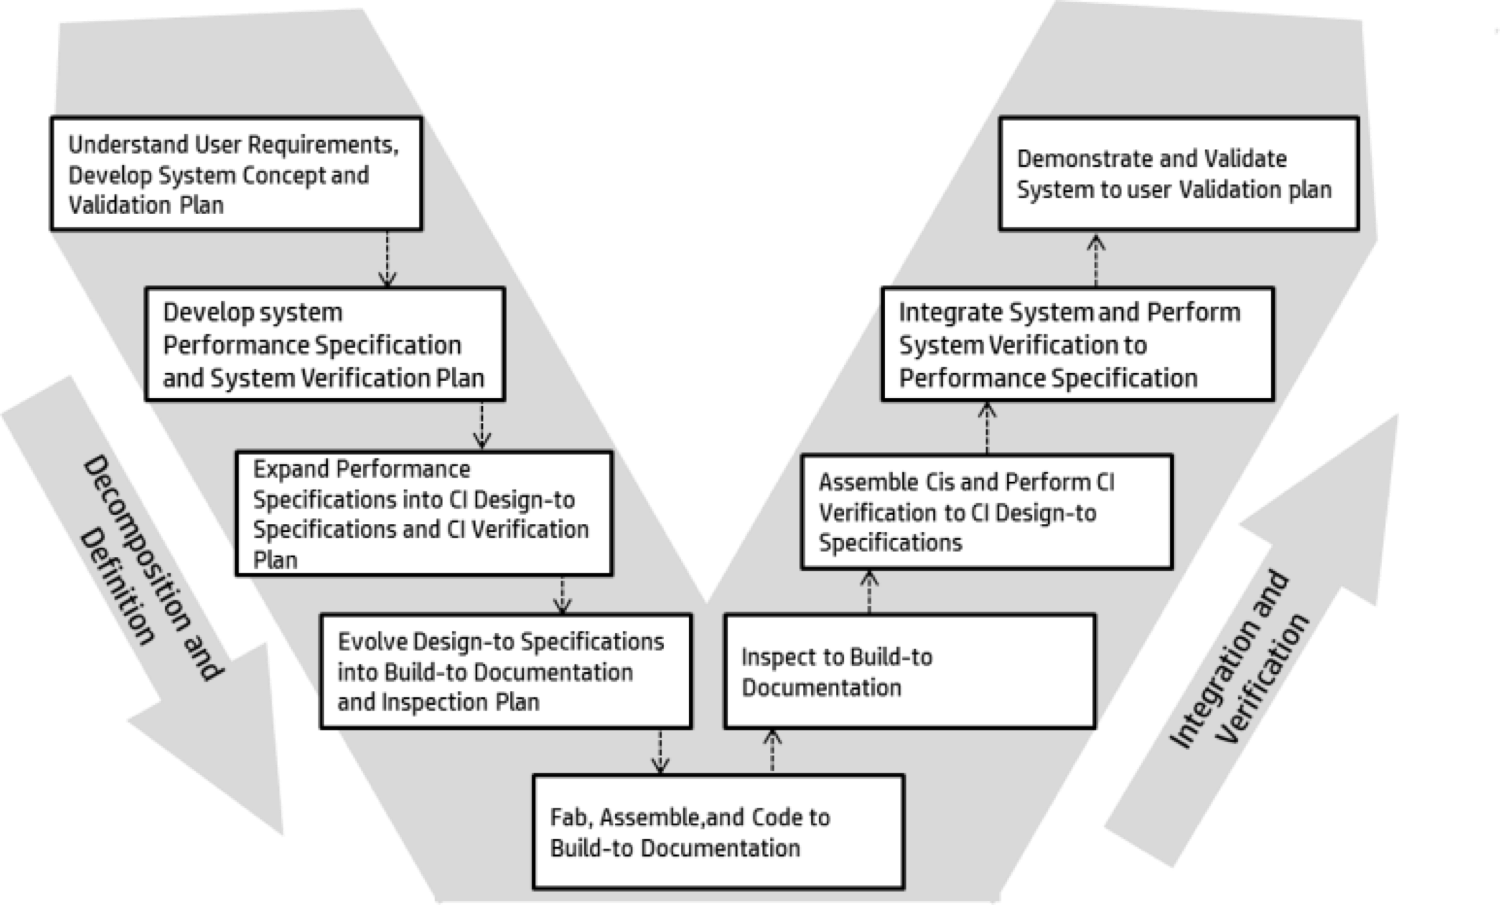 Understand User Requirements,
Develop System Concept and
Validation Plan
Develop system
Performance Specification
and System Verification Plan
Expand Performance
Specifications into CI Design-to
Specifications and CI Verification
Plan
Evolve Design-to Specifications
into Build-to Documentation
and Inspection Plan
Fab, Assemble,and Code to
Build-to Documentation
Inspect to Build-to
Documentation
Assemble Cis and Perform CI
Verification to CI Design-to
Specifications
Integrate System and Perform
System Verification to
Performance Specification
Demonstrate and Validate
System to user Validation plan
Decomposition and
Definition
Integration and
Verification